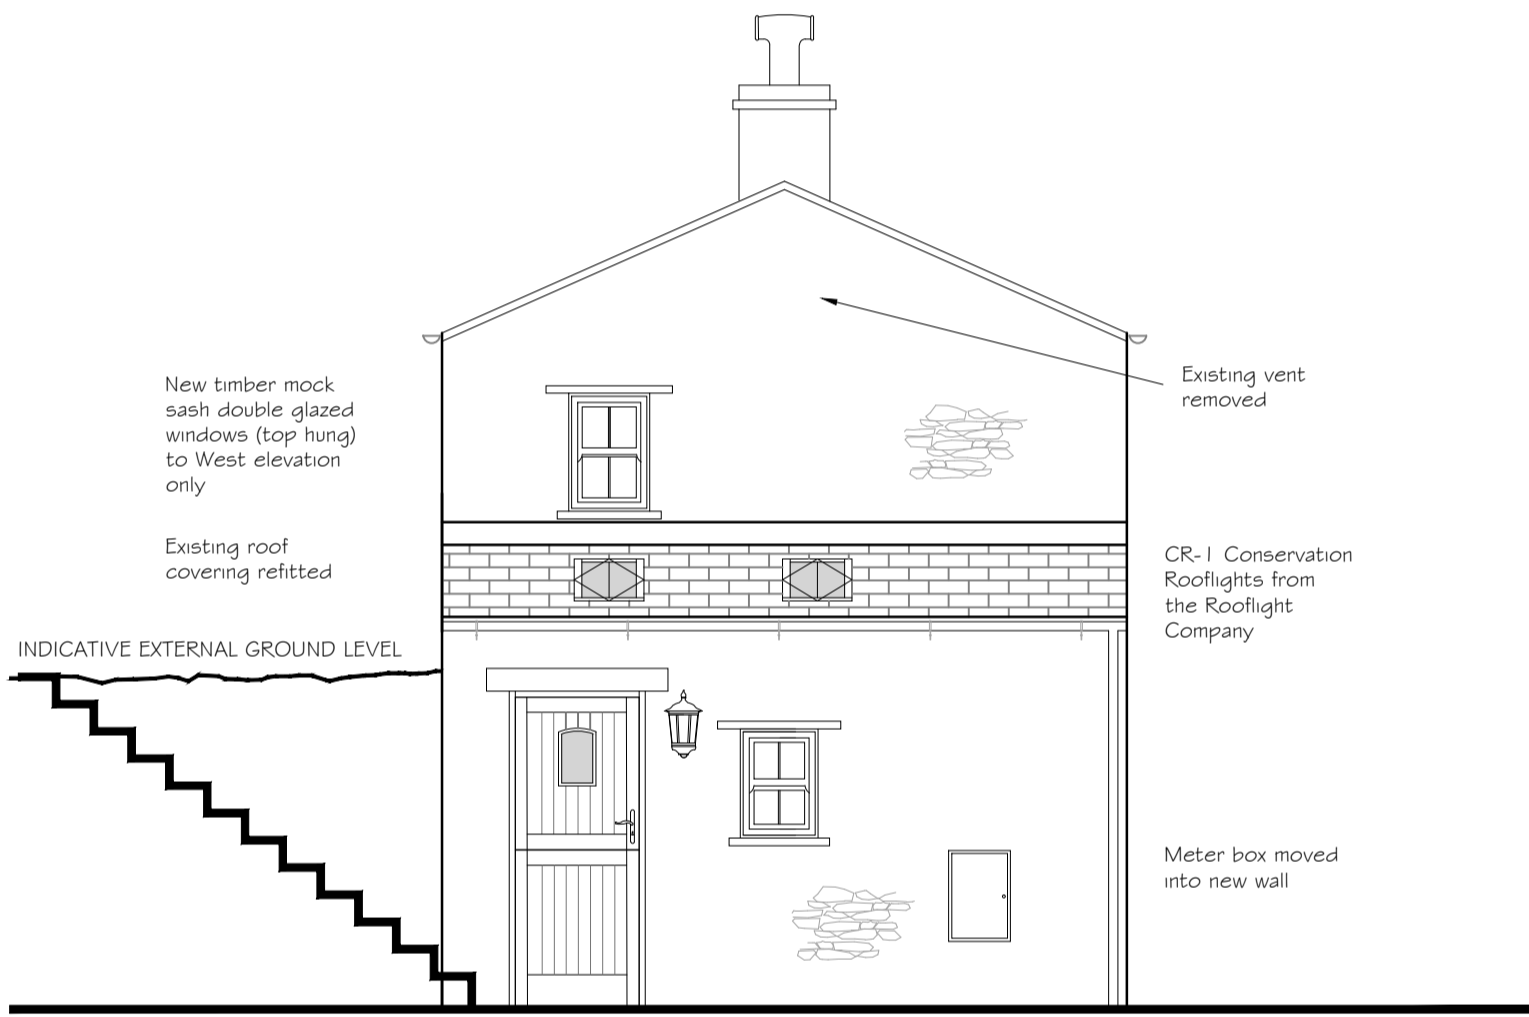 New timber mock
sash double glazed
windows (top hung)
to West elevation
only
Existing vent
removed
Existing roof
covering refitted
CR-1 Conservation
Rooflights from
the Rooflight
Company
INDICATIVE EXTERNAL GROUND LEVEL
Meter box moved
into new wall